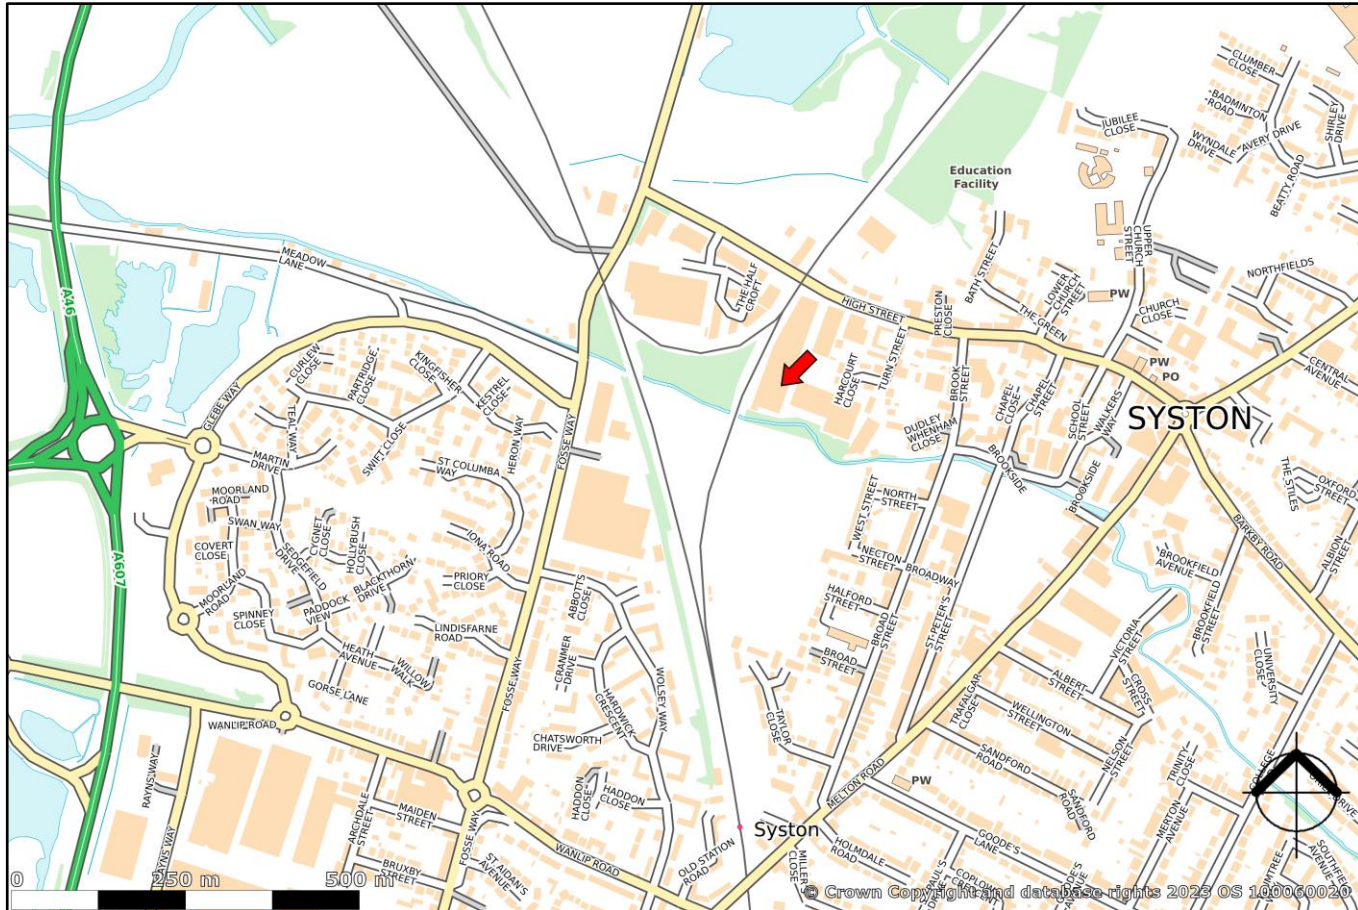 CLUMBER
CLOSE
BADMINTON
ROAD
SHIRLEY
DRIVE
JUBILEE
CLOSE
WYNDALE
DRIVE
AVERY DRIVE
BEATTY ROAD
Education
Facility
UPPER
CHURCH
STREET
MEADOW
LANE
A46
THE HALF
CROFT
BATH STREET
LOWER
CHURCH
STREET
PW
NORTHFIELDS
HIGH STREET
PRESTON
CLOSE
THE GREEN
CHURCH
CLOSE
TURN STREET
HARCOURT
CLOSE
BROOK
STREET
PW
PO
CENTRAL
AVENUE
CURLEW
CLOSE
PARTRIDGE
CLOSE
KINGFISHER
CLOSE
KESTREL
CLOSE
GLEBE WAY
TEAL WAY
SWIFT CLOSE
HERON WAY
FOSSE WAY
CHAPEL
CLOSE
CHAPEL
STREET
SCHOOL
STREET
WALKERS
WAY
SYSTON
DUDLEY
WHENHAM
CLOSE
MARTIN
DRIVE
ST COLUMBA
WAY
BROOKSIDE
BROOKSIDE
THE STILES
OXFORD
STREET
MOORLAND
ROAD
SWAN WAY
CYGNET
CLOSE
HOLLYBUSH
CLOSE
IONA ROAD
WEST STREET
NORTH
STREET
BARKBY ROAD
ALBION
STREET
COVERT
CLOSE
SEDGEFIELD
DRIVE
A607
MOORLAND
ROAD
PADDOCK
VIEW
BLACKTHORN
DRIVE
PRIORY
CLOSE
ABBOTTS
CLOSE
NECTON
STREET
BROADWAY
BROOKFIELD
AVENUE
BROOKFIELD
STREET
SPINNEY
CLOSE
LINDISFARNE
ROAD
HALFORD
STREET
BROAD
STREET
ST PETER'S
STREET
VICTORIA
STREET
HEATH
AVENUE
WILLOW
WALK
GORSE LANE
CRANMER
DRIVE
WOLSEY WAY
BROAD
STREET
UNIVERSITY
CLOSE
ALBERT
STREET
CROSS
STREET
FOSSE WAY
HARDWICK
CRESCENT
TAYLOR
CLOSE
TRAFALGAR
CLOSE
WELLINGTON
STREET
WANLIP ROAD
CHATSWORTH
DRIVE
SANDFORD
ROAD
NELSON
STREET
TRINITY
CLOSE
COLLEGE
RAYNS WAY
HADDON
CLOSE
HADDON
CLOSE
MELTON ROAD
PW
SANDFORD
ROAD
MERTON
AVENUE
ARCHDALE
STREET
MAIDEN
STREET
Syston
GOODE'S
LANE
FOSSE WAY
WANLIP ROAD
OLD STATION
ROAD
HOLMDALE
ROAD
SOUTHFIELD
AVENUE
BRUXBY
STREET
ST AIDAN'S
AVENUE
MILLER
CLOSE
0 250 m 500 m
© Crown Copyright and database rights 2023 OS 100060020